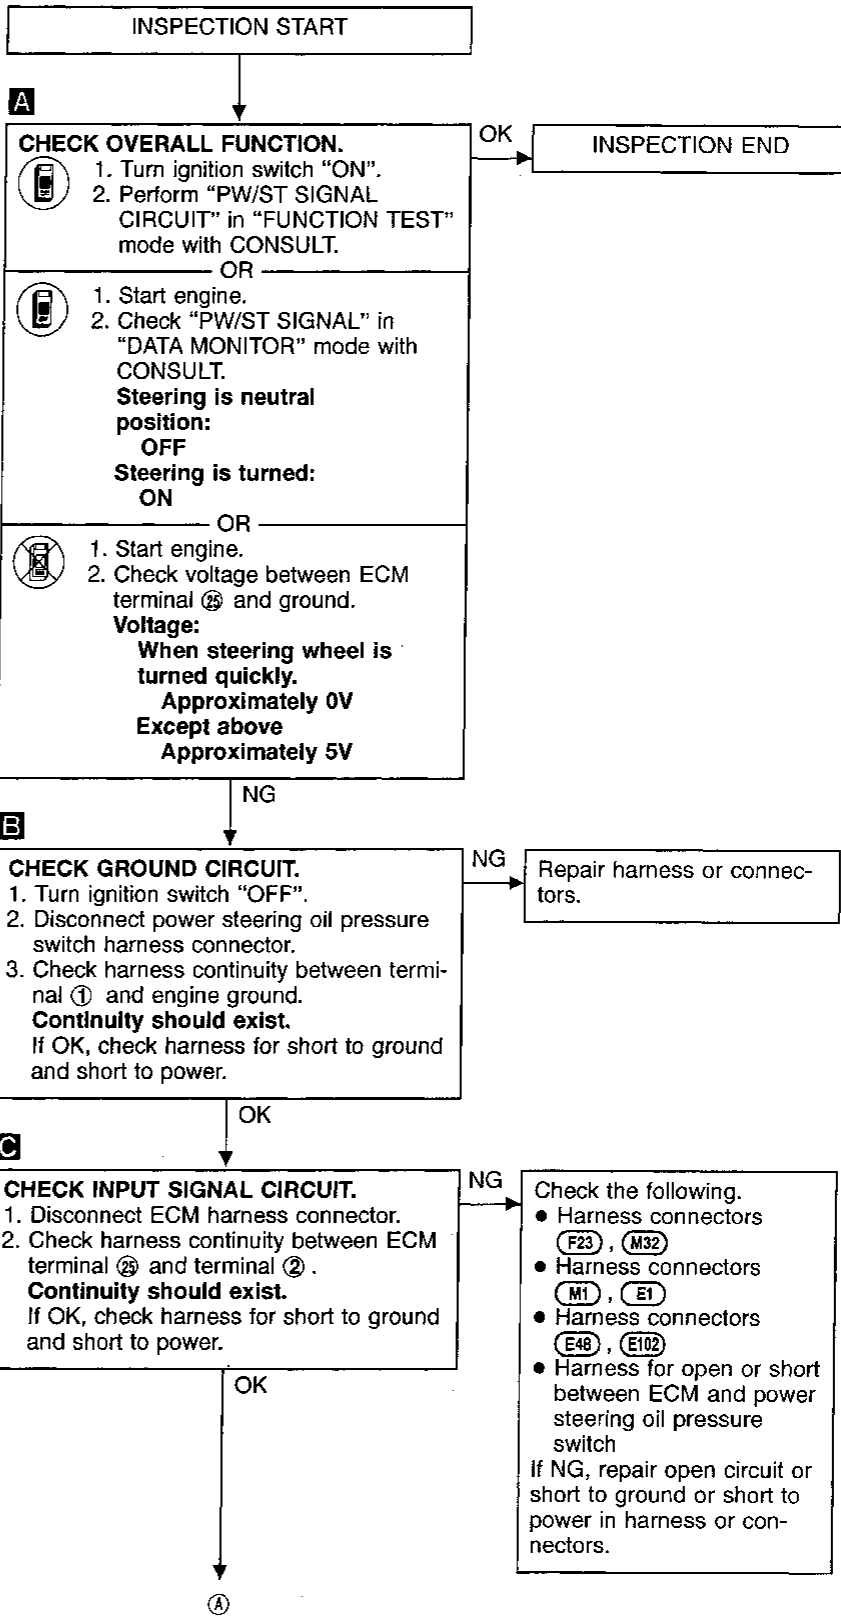 INSPECTION START
A
CHECK OVERALL FUNCTION.
1. Turn ignition switch "ON".
2. Perform "PW/ST SIGNAL
CIRCUIT" in "FUNCTION TEST"
mode with CONSULT.
OR
1. Start engine.
2. Check "PW/ST SIGNAL" in
"DATA MONITOR" mode with
CONSULT.
Steering is neutral
position:
OFF
Steering is turned:
ON
OR
1. Start engine.
2. Check voltage between ECM
terminal ㉕ and ground.
Voltage:
When steering wheel is
turned quickly.
Approximately 0V
Except above
Approximately 5V
OK
INSPECTION END
NG
B
CHECK GROUND CIRCUIT.
1. Turn ignition switch "OFF".
2. Disconnect power steering oil pressure
switch harness connector.
3. Check harness continuity between termi-
nal ① and engine ground.
Continuity should exist.
If OK, check harness for short to ground
and short to power.
NG
Repair harness or connec-
tors.
OK
C
CHECK INPUT SIGNAL CIRCUIT.
1. Disconnect ECM harness connector.
2. Check harness continuity between ECM
terminal ㉕ and terminal ② .
Continuity should exist.
If OK, check harness for short to ground
and short to power.
NG
Check the following.
● Harness connectors
F23 , M32
● Harness connectors
M1 , E1
● Harness connectors
E48 , E102
● Harness for open or short
between ECM and power
steering oil pressure
switch
If NG, repair open circuit or
short to ground or short to
power in harness or con-
nectors.
OK
Ⓐ